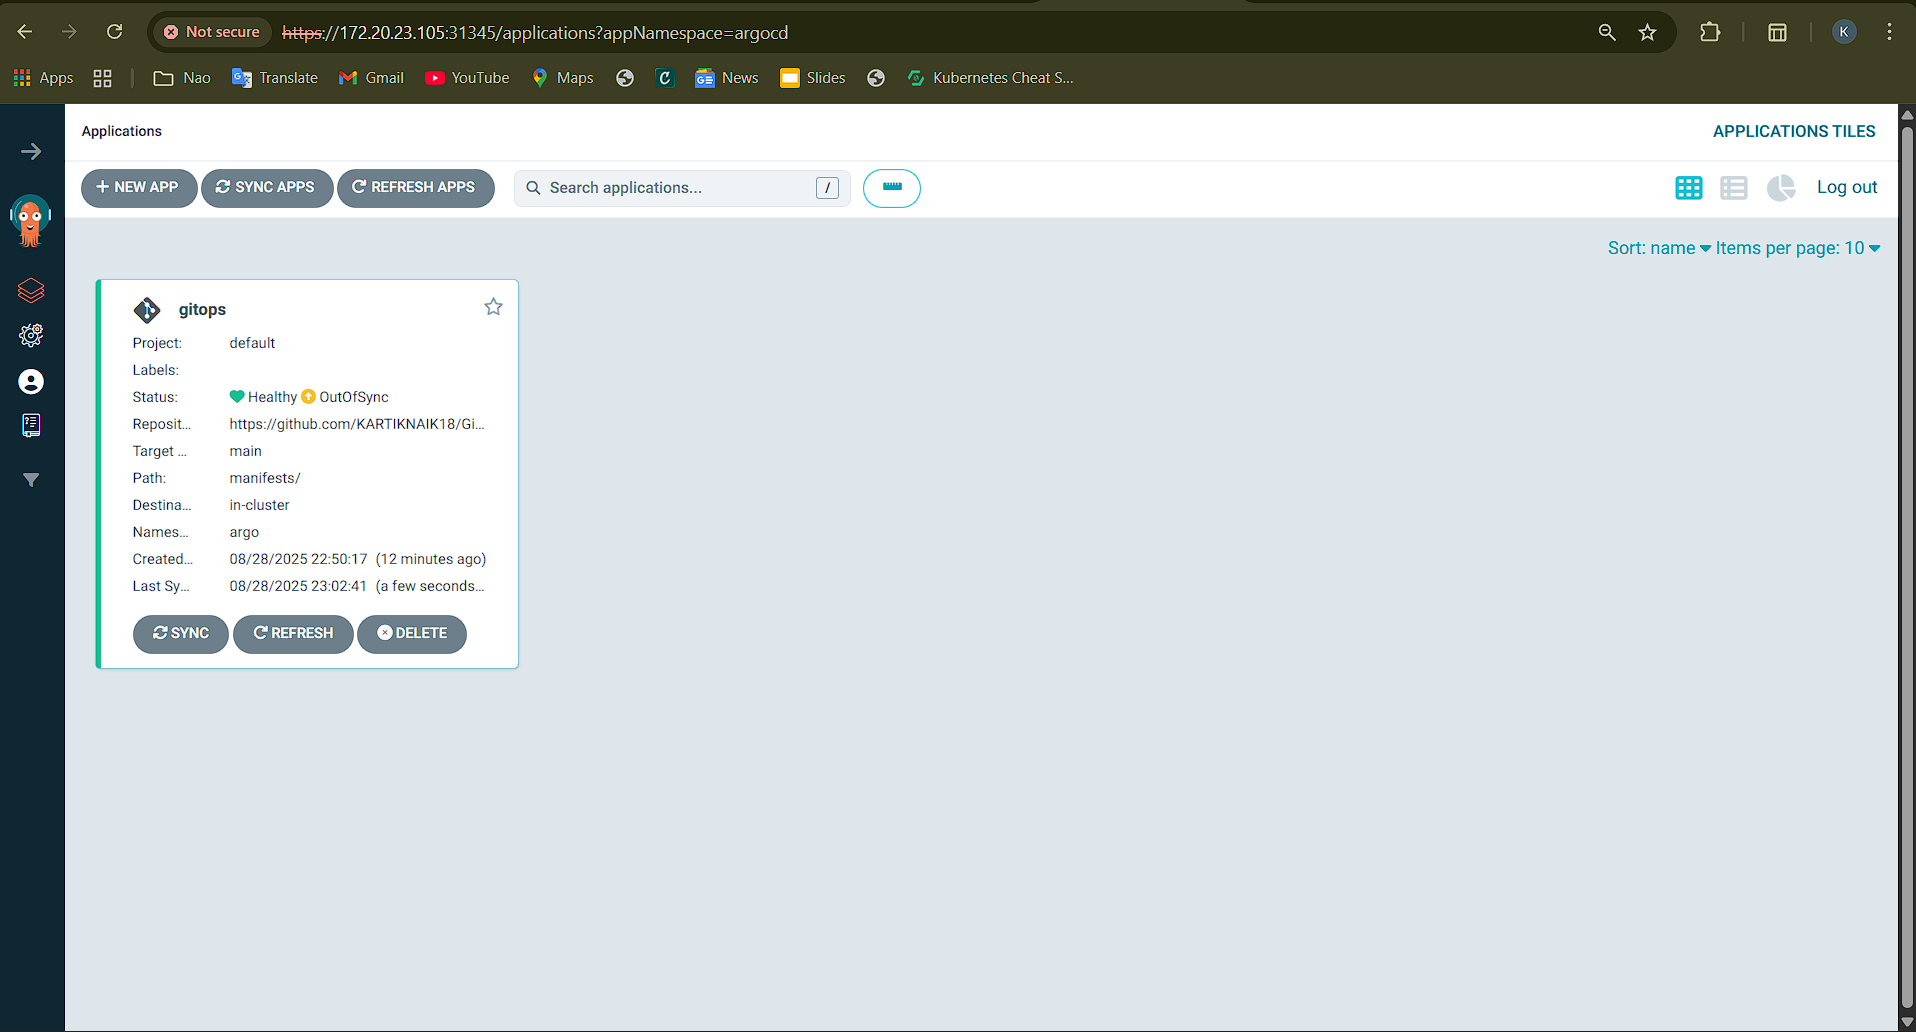 Not secure https://172.20.23.105:31345/applications?appNamespace=argocd K
Apps Nao Translate Gmail YouTube Maps News Slides Kubernetes Cheat S...
Applications APPLICATIONS TILES
+ NEW APP SYNC APPS REFRESH APPS Search applications... / Log out
Sort: name Items per page: 10
gitops
Project: default
Labels:
Status: Healthy OutOfSync
Reposit... https://github.com/KARTIKNAIK18/Gi...
Target ... main
Path: manifests/
Destina... in-cluster
Names... argo
Created... 08/28/2025 22:50:17 (12 minutes ago)
Last Sy... 08/28/2025 23:02:41 (a few seconds...
SYNC REFRESH DELETE